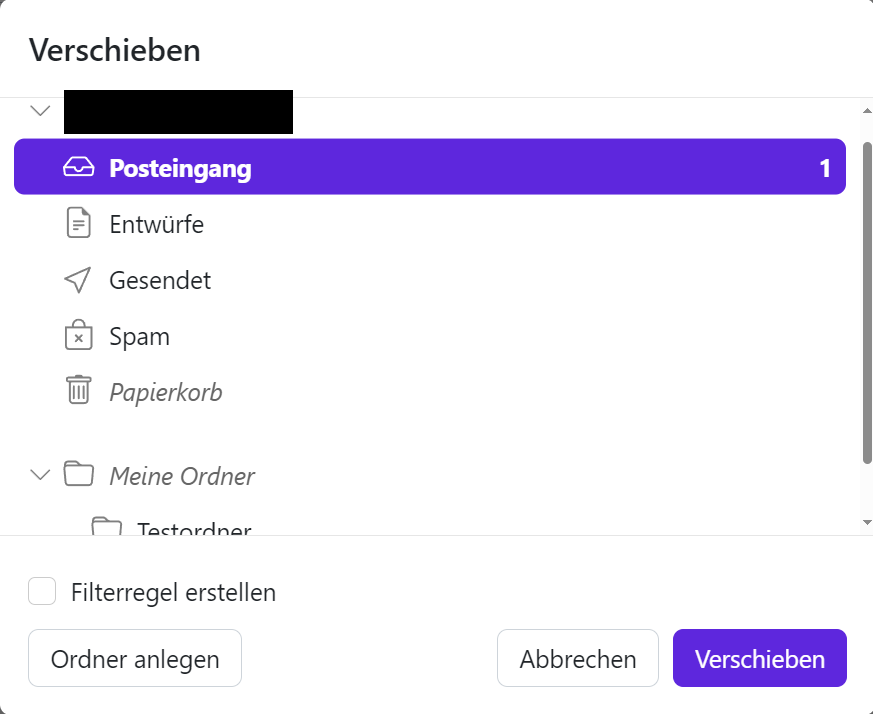 Verschieben
Posteingang 1
Entwürfe
Gesendet
Spam
Papierkorb
Meine Ordner
Testordner
Filterregel erstellen
Ordner anlegen Abbrechen Verschieben